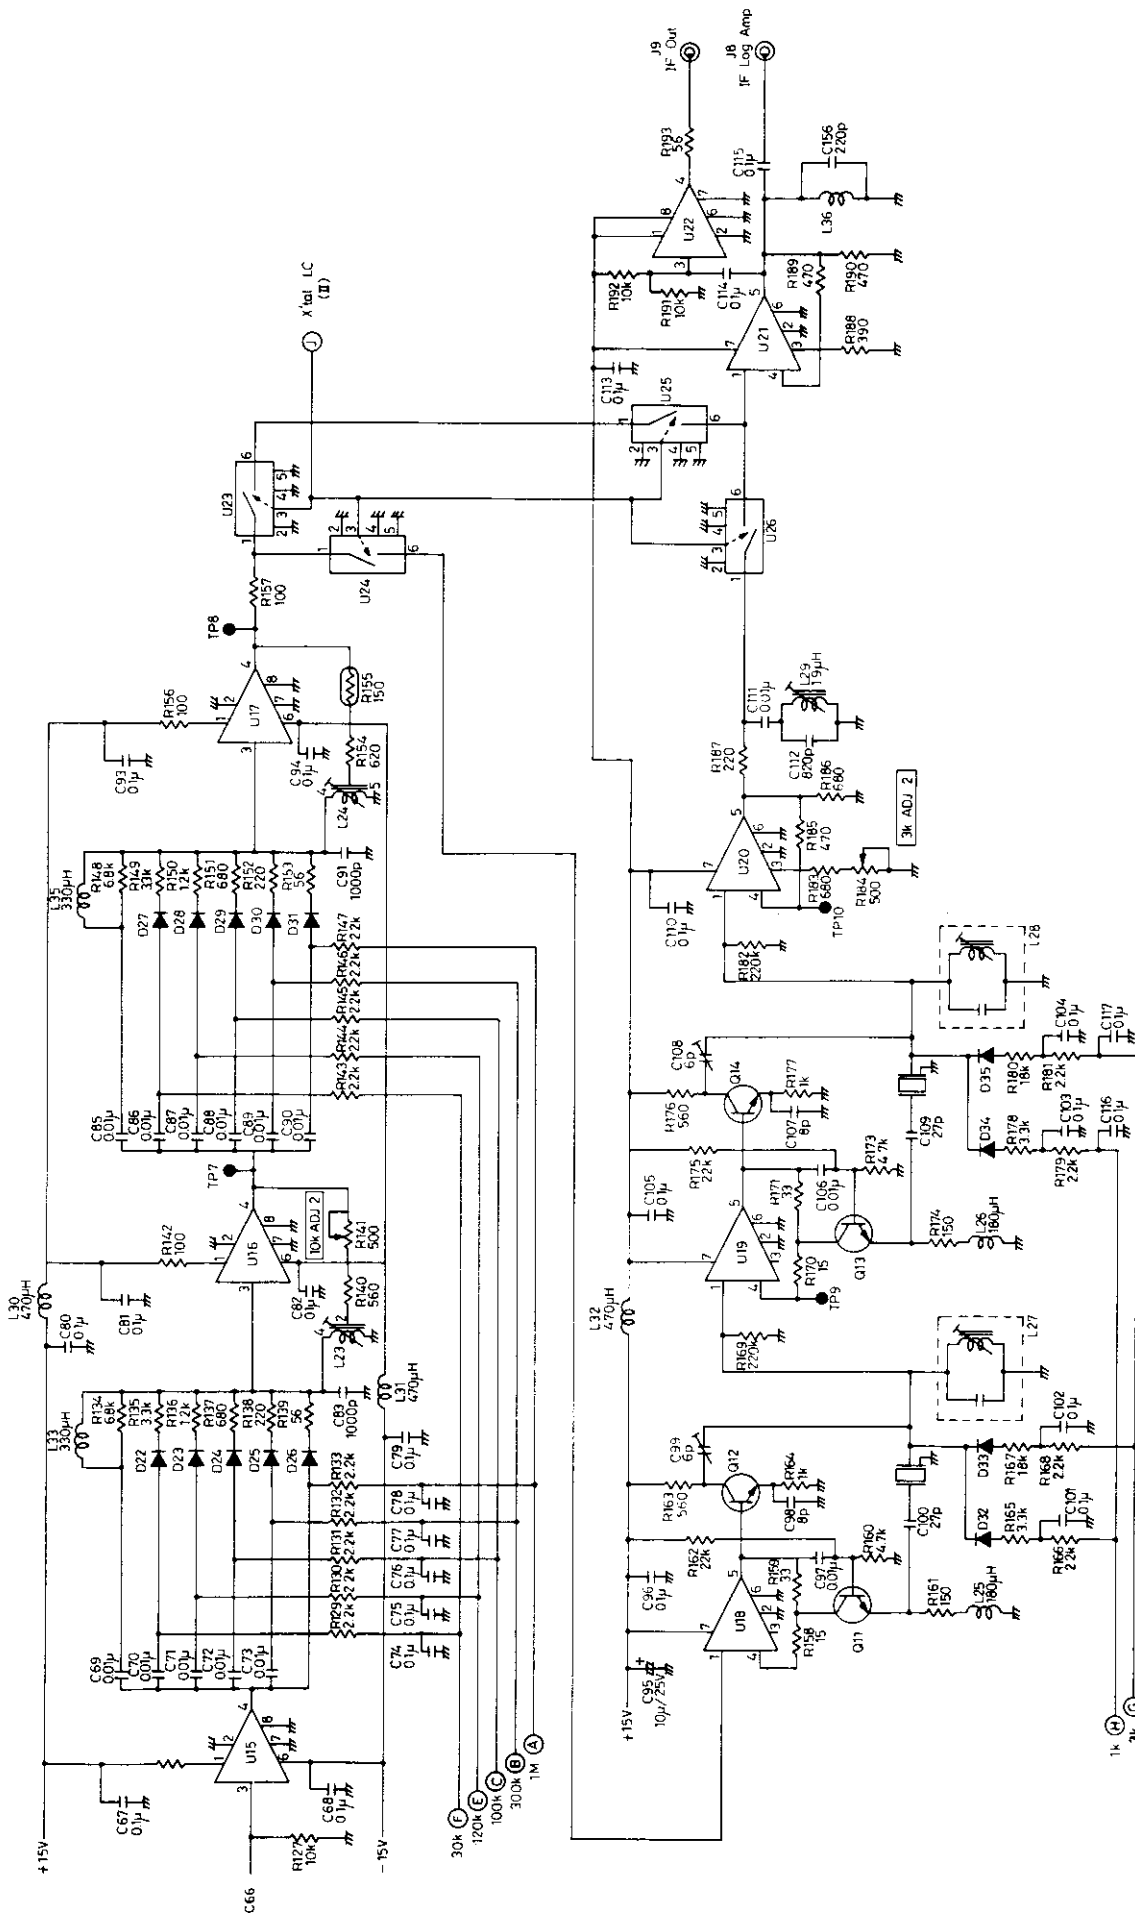 +15V
C67
0.1µ
C66
R127
10k
U15
C68
0.1µ
-15V
C69
0.01µ
C70
0.01µ
C71
0.01µ
C72
0.01µ
C73
0.01µ
L33
330µH
R134
6.8k
R135
3.3k
R136
1.2k
R137
680
R138
220
R139
56
D22
D23
D24
D25
D26
R133
2.2k
R132
2.2k
R131
2.2k
R130
2.2k
R129
2.2k
C78
0.1µ
C77
0.1µ
C76
0.1µ
C75
0.1µ
C74
0.1µ
30k F
120k E
100k C
300k B
1M A
C79
0.1µ
L31
470µH
C83
1000p
L23
L30
470µH
C80
0.1µ
C81
0.1µ
R142
100
U16
C82
0.1µ
R140
560
R141
500
10k ADJ 2
TP7
C85
0.01µ
C86
0.01µ
C87
0.01µ
C88
0.01µ
C89
0.01µ
C90
0.01µ
L35
330µH
R148
6.8k
R149
3.3k
R150
1.2k
R151
680
R152
220
R153
56
D27
D28
D29
D30
D31
R147
2.2k
R146
2.2k
R145
2.2k
R144
2.2k
R143
2.2k
C91
1000p
L24
C93
0.1µ
R156
100
U17
C94
0.1µ
R154
620
R155
150
TP8
R157
100
U23
U24
J X'tal LC
(II)
+15V
C95
10µ/25V
C96
0.1µ
U18
R158
15
R159
33
R162
22k
R163
560
C97
0.01µ
Q11
R160
4.7k
R161
150
L25
180µH
Q12
C98
8p
R164
1k
C99
6p
C100
27p
L27
D32
D33
R165
3.3k
R166
2.2k
R167
18k
R168
2.2k
C101
0.1µ
C102
0.1µ
L32
470µH
R169
220k
TP9
C105
0.1µ
U19
R170
15
R171
33
R175
22k
R176
560
C106
0.01µ
Q13
R173
4.7k
R174
150
L26
180µH
Q14
C107
8p
R177
1k
C108
6p
C109
27p
L28
D34
D35
R178
3.3k
R179
2.2k
R180
18k
R181
2.2k
C103
0.1µ
C104
0.1µ
C116
0.1µ
C117
0.1µ
1k H
G
R182
220k
C110
0.1µ
U20
TP10
R183
680
R184
500
3k ADJ 2
R185
470
R186
680
R187
220
C111
0.01µ
C112
820p
L29
1.9µH
U26
U25
C113
0.1µ
U21
R188
390
R189
470
R190
470
R191
10k
R192
10k
C114
0.1µ
U22
R193
56
C115
0.1µ
L36
C156
220p
J9
IF Out
J8
IF Log Amp